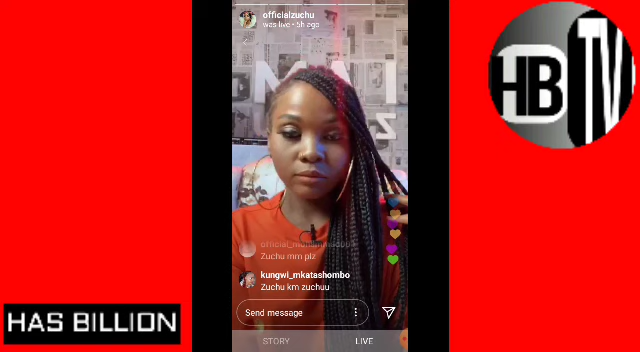 officialzuchu
was live • 5h ago
I AM
Z
HB TV
Zuchu mm plz
kungwi_mkatashombo
Zuchu km zuchuu
Send message
STORY
LIVE
HAS BILLION